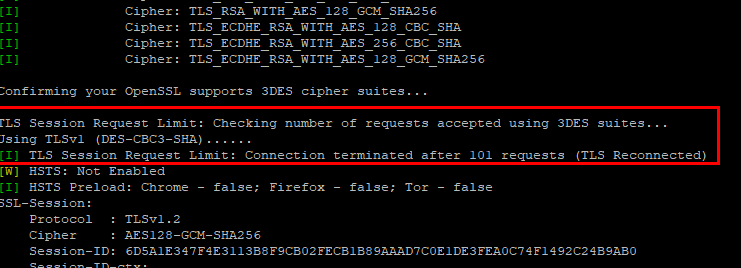 [I] Cipher: TLS_RSA_WITH_AES_128_GCM_SHA256
[I] Cipher: TLS_ECDHE_RSA_WITH_AES_128_CBC_SHA
[I] Cipher: TLS_ECDHE_RSA_WITH_AES_256_CBC_SHA
[I] Cipher: TLS_ECDHE_RSA_WITH_AES_128_GCM_SHA256
Confirming your OpenSSL supports 3DES cipher suites...
TLS Session Request Limit: Checking number of requests accepted using 3DES suites...
Using TLSv1 (DES-CBC3-SHA)......
[I] TLS Session Request Limit: Connection terminated after 101 requests (TLS Reconnected)
[W] HSTS: Not Enabled
[I] HSTS Preload: Chrome - false; Firefox - false; Tor - false
SSL-Session:
Protocol : TLSv1.2
Cipher : AES128-GCM-SHA256
Session-ID: 6D5A1E347F4E3113B8F9CB02FECB1B89AAAD7C0E1DE3FEA0C74F1492C24B9AB0
Session-ID-ctx: